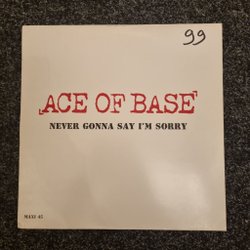 99
ACE OF BASE
NEVER GONNA SAY I'M SORRY
MAXI 45